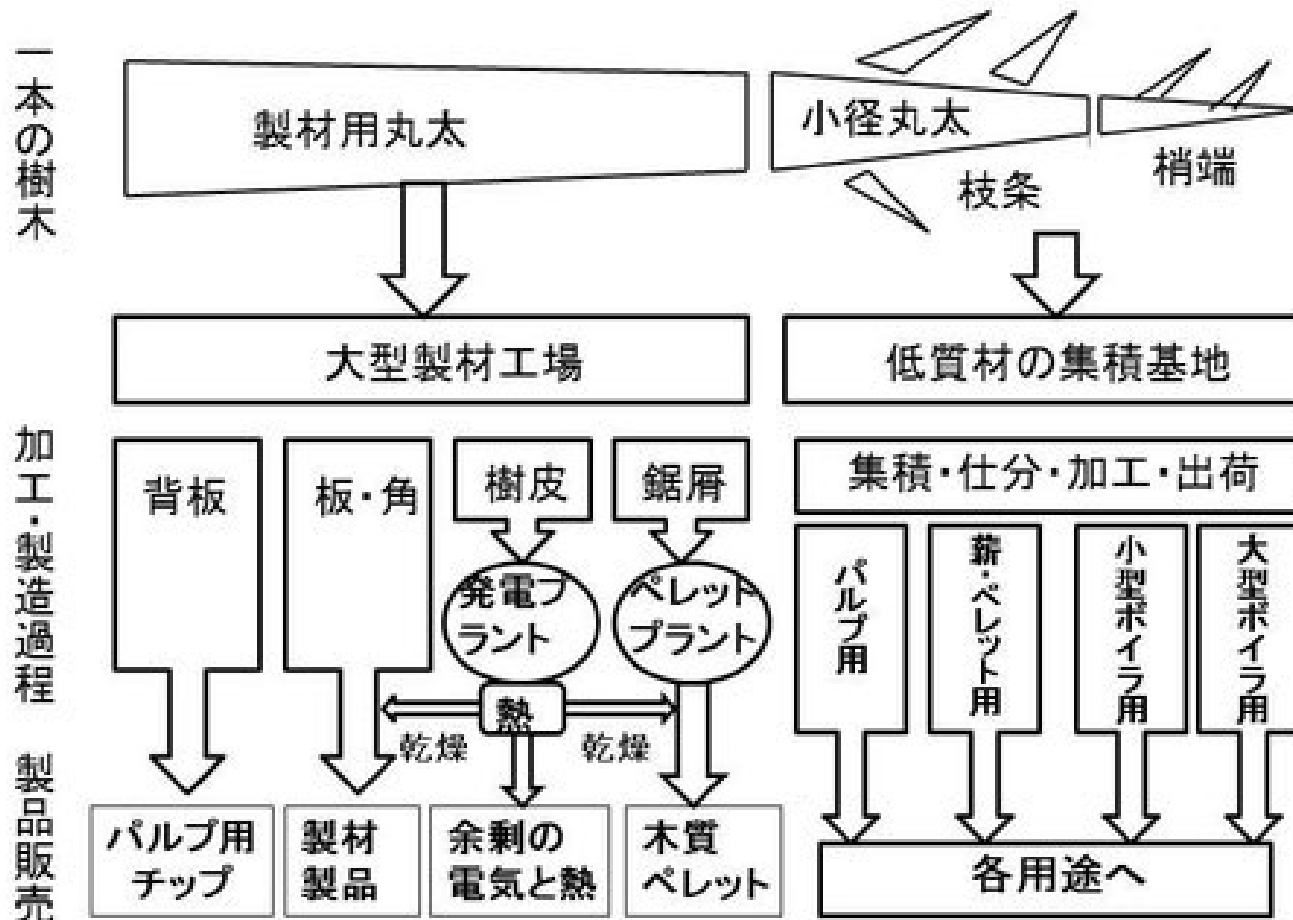 一本の樹木
製材用丸太
小径丸太
枝条
梢端
大型製材工場
低質材の集積基地
加工・製造過程
背板
板・角
樹皮
鋸屑
集積・仕分・加工・出荷
発電プ
ラント
ペレット
プラント
パルプ用
薪・ペレット用
小型ボイラ用
大型ボイラ用
熱
乾燥
乾燥
製品販売
パルプ用
チップ
製材
製品
余剰の
電気と熱
木質
ペレット
各用途へ